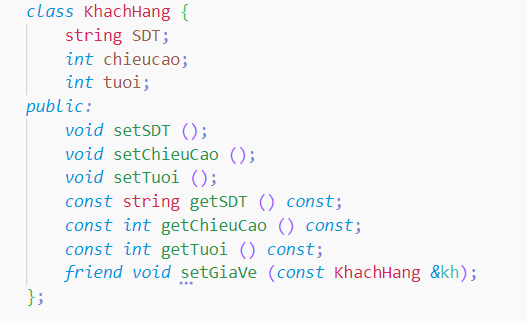 class KhachHang {
    string SDT;
    int chieucao;
    int tuoi;
public:
    void setSDT ();
    void setChieuCao ();
    void setTuoi ();
    const string getSDT () const;
    const int getChieuCao () const;
    const int getTuoi () const;
    friend void setGiaVe (const KhachHang &kh);
};